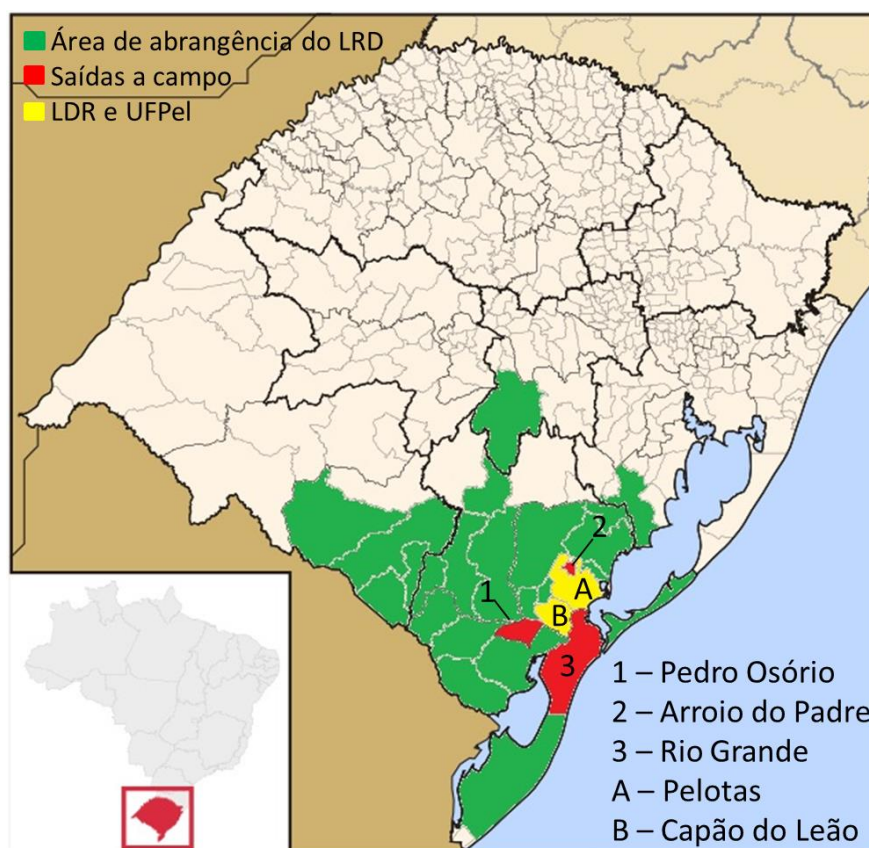 Área de abrangência do LRD
Saídas a campo
LDR e UFPel
2
A
1
B
3
1 – Pedro Osório
2 – Arroio do Padre
3 – Rio Grande
A – Pelotas
B – Capão do Leão